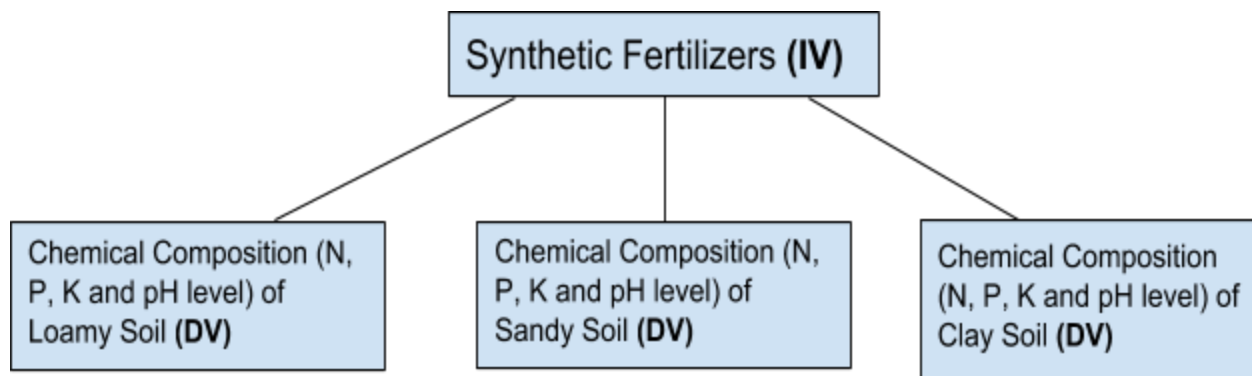 Synthetic Fertilizers (IV)
Chemical Composition (N,
P, K and pH level) of
Loamy Soil (DV)
Chemical Composition (N,
P, K and pH level) of
Sandy Soil (DV)
Chemical Composition
(N, P, K and pH level) of
Clay Soil (DV)